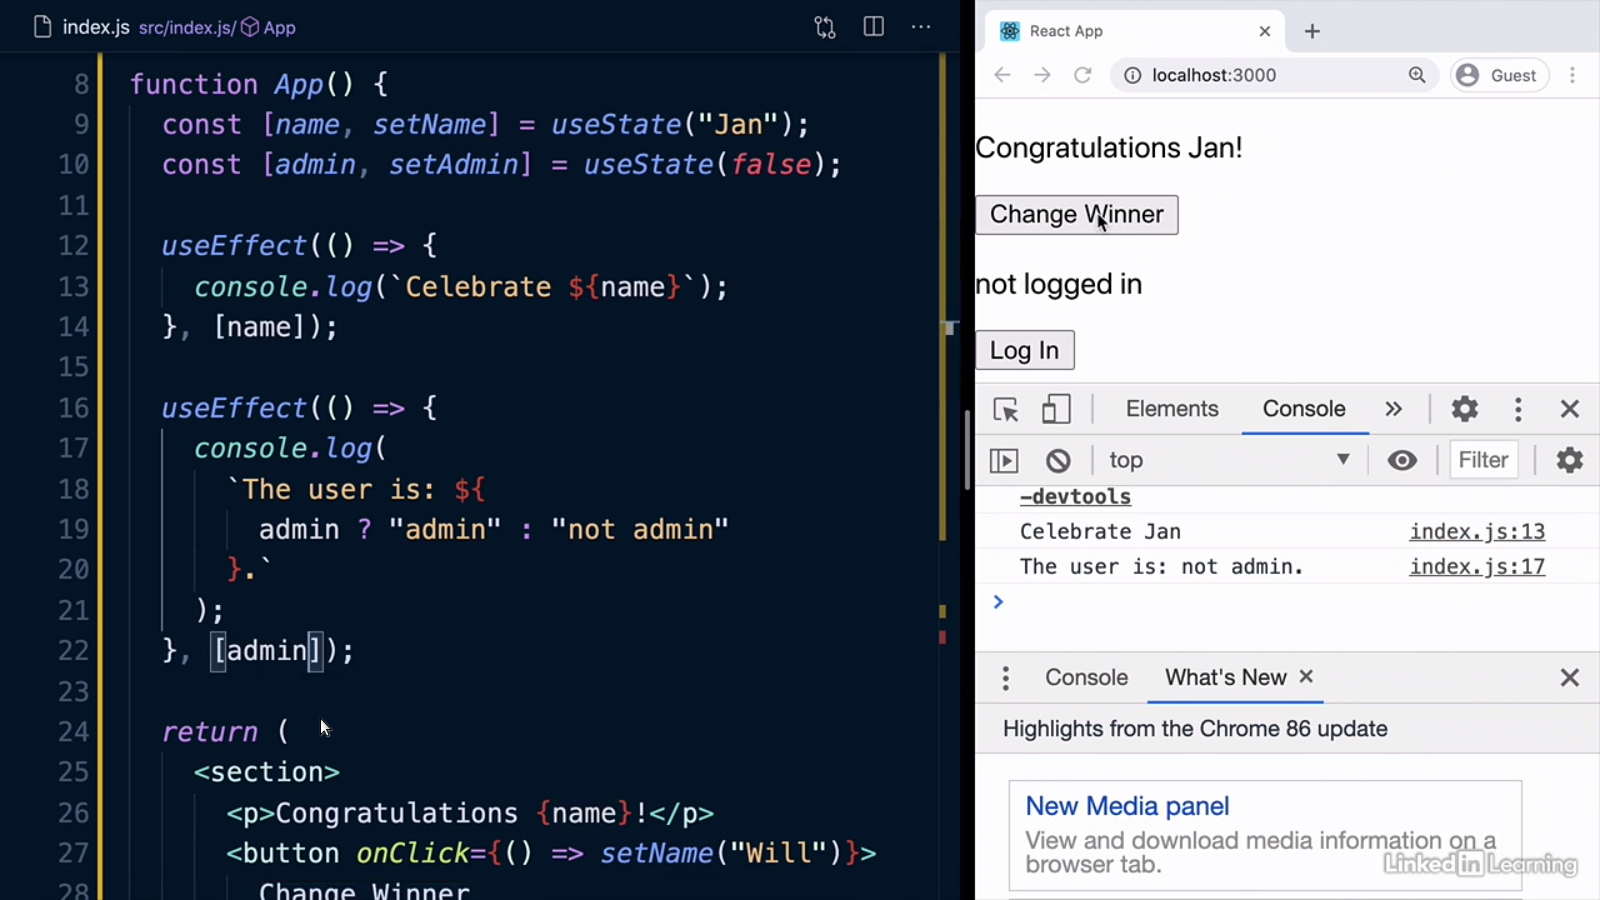 index.js src/index.js/ App
8 function App() {
9 const [name, setName] = useState("Jan");
10 const [admin, setAdmin] = useState(false);
11
12 useEffect(() => {
13 console.log(`Celebrate ${name}`);
14 }, [name]);
15
16 useEffect(() => {
17 console.log(
18 `The user is: ${
19 admin ? "admin" : "not admin"
20 }.`
21 );
22 }, [admin]);
23
24 return (
25 <section>
26 <p>Congratulations {name}!</p>
27 <button onClick={() => setName("Will")}>
28 Change Winner
React App
localhost:3000
Guest
Congratulations Jan!
Change Winner
not logged in
Log In
Elements Console
top Filter
-devtools
Celebrate Jan index.js:13
The user is: not admin. index.js:17
Console What's New
Highlights from the Chrome 86 update
New Media panel
View and download media information on a
browser tab.
Linked in Learning